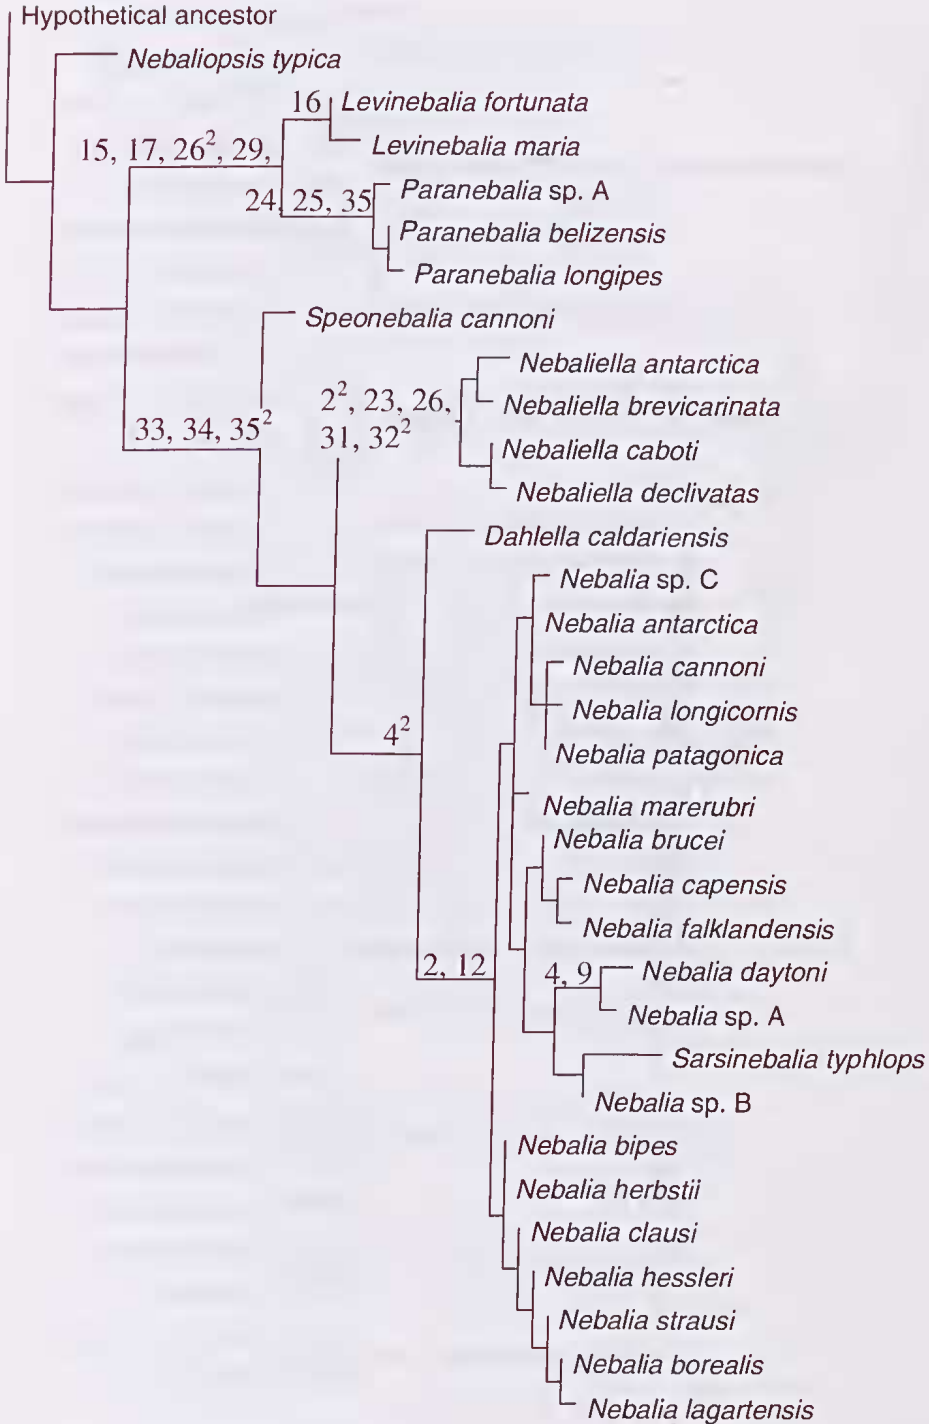 Hypothetical ancestor
Nebaliopsis typica
16 Levinebalia fortunata
15, 17, 26², 29, Levinebalia maria
24, 25, 35 Paranebalia sp. A
Paranebalia belizensis
Paranebalia longipes
Speonebalia cannoni
Nebaliella antarctica
2², 23, 26, Nebaliella brevicarinata
33, 34, 35² 31, 32² Nebaliella caboti
Nebaliella declivatas
Dahlella caldariensis
Nebalia sp. C
Nebalia antarctica
Nebalia cannoni
Nebalia longicornis
4² Nebalia patagonica
Nebalia marerubri
Nebalia brucei
Nebalia capensis
Nebalia falklandensis
2, 12 4, 9 Nebalia daytoni
Nebalia sp. A
Sarsinebalia typhlops
Nebalia sp. B
Nebalia bipes
Nebalia herbstii
Nebalia clausi
Nebalia hessleri
Nebalia strausi
Nebalia borealis
Nebalia lagartensis